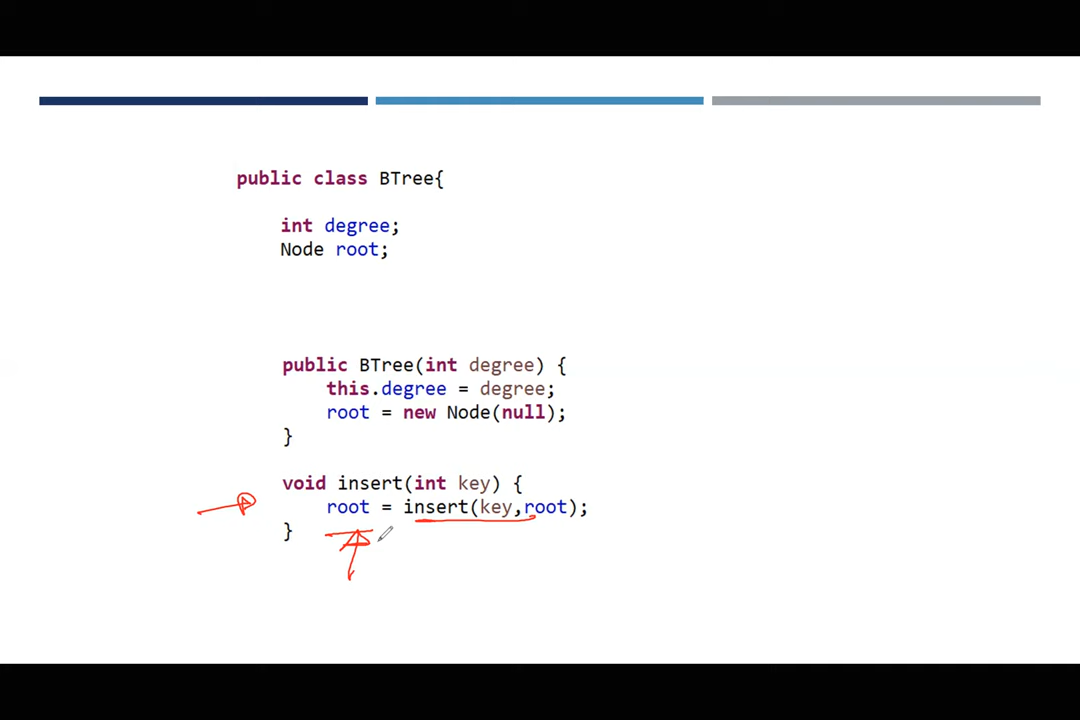 public class BTree{
int degree;
Node root;
public BTree(int degree) {
this.degree = degree;
root = new Node(null);
}
void insert(int key) {
root = insert(key,root);
}